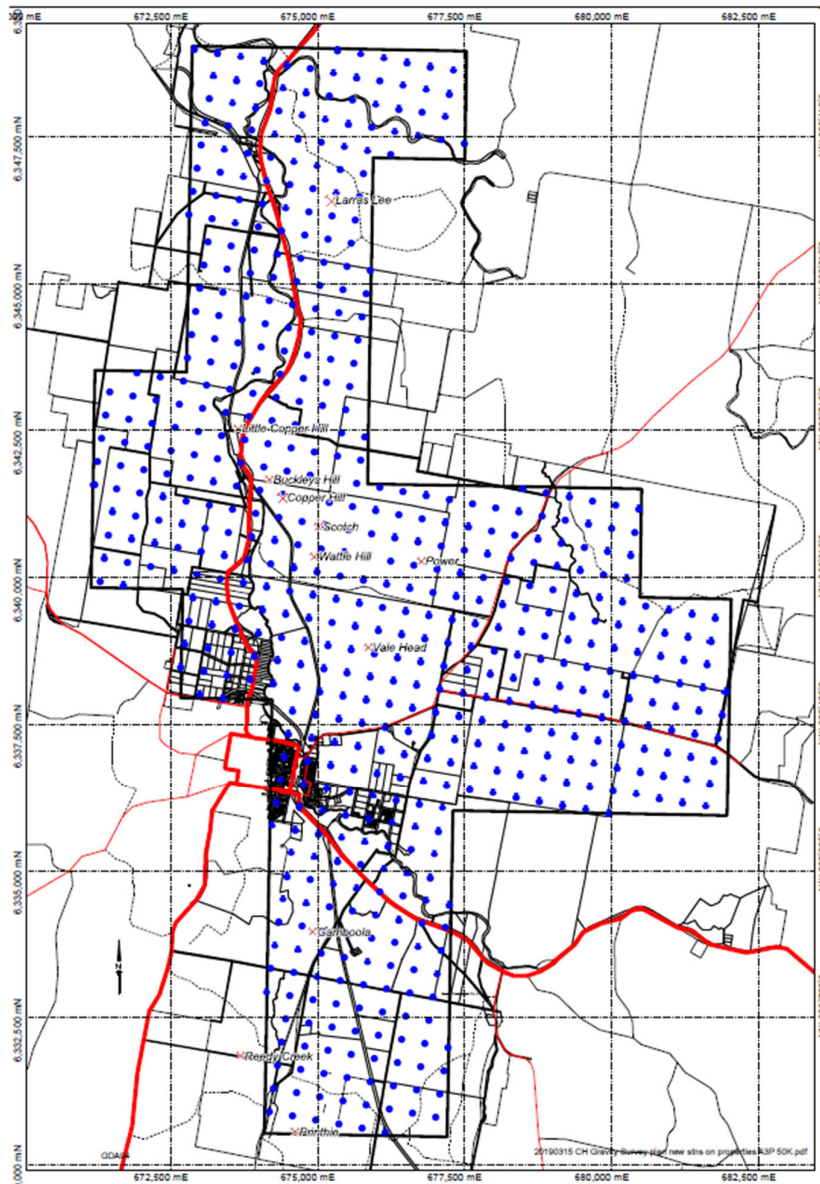 672,500 mE 675,000 mE 677,500 mE 680,000 mE 682,500 mE
6,347,500 mN
Larras Lee
6,345,000 mN
6,342,500 mN
Little Copper Hill
Buckleys Hill
Copper Hill
Scotch
Wattle Hill
Power
6,340,000 mN
Vale Head
6,337,500 mN
6,335,000 mN
Gamboola
N
6,332,500 mN
Reedy Creek
GDA94
20190315 CH Gravity Survey plan new stns on properties A3P 50K.pdf
672,500 mE 675,000 mE 677,500 mE 680,000 mE 682,500 mE